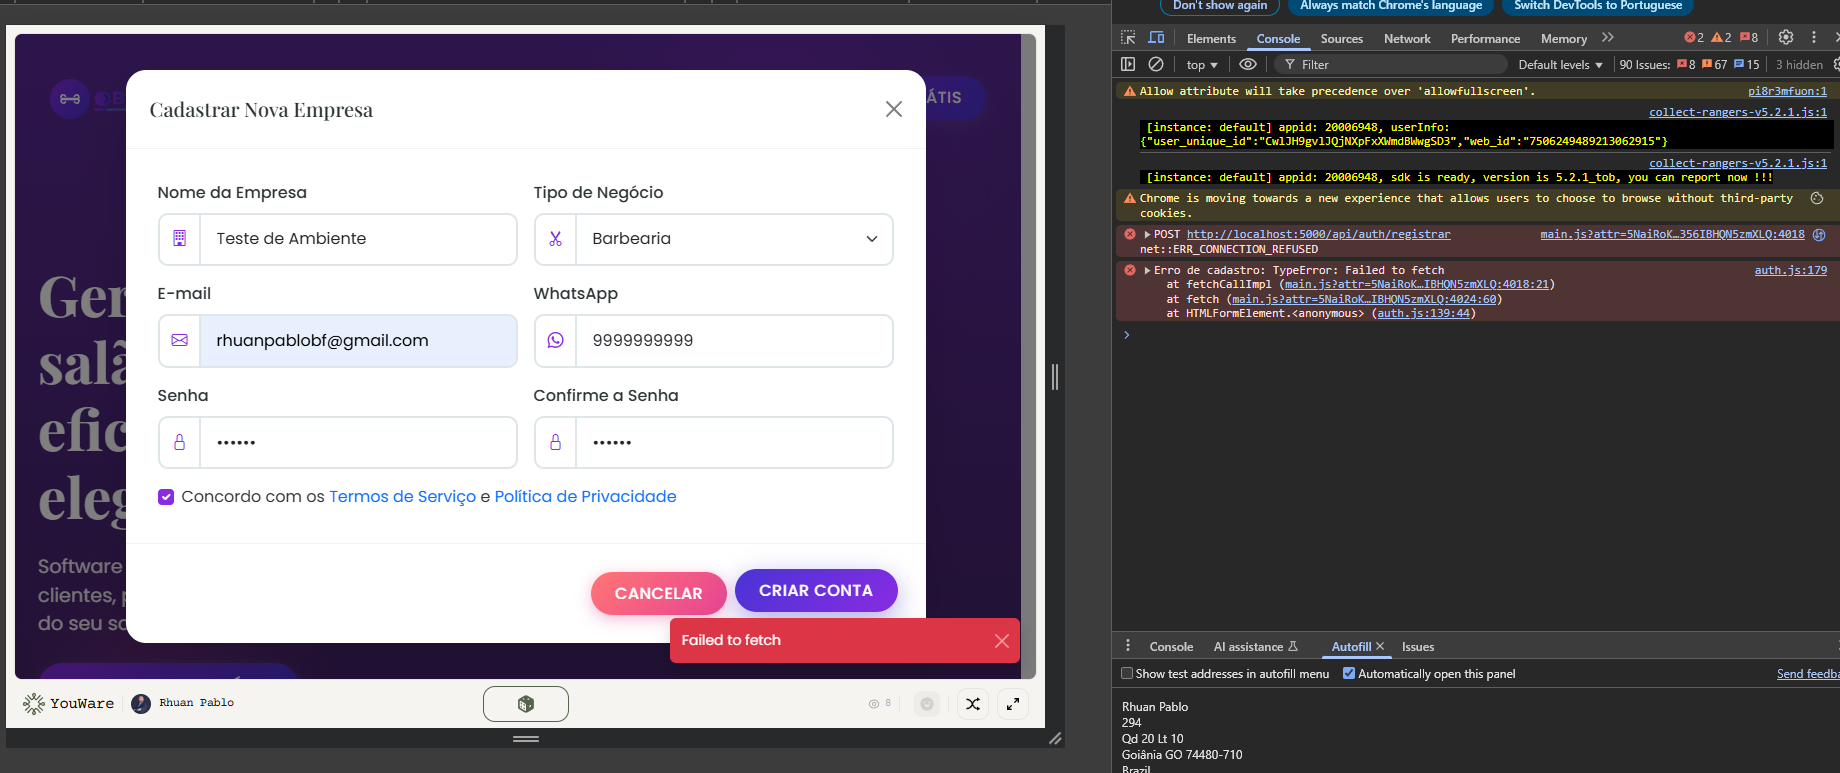 Don't show again
Always match Chrome's language
Switch DevTools to Portuguese
Elements
Console
Sources
Network
Performance
Memory
2
2
8
top
Filter
Default levels
90 Issues:
8
67
15
3 hidden
Allow attribute will take precedence over 'allowfullscreen'.
pi8r3mfuon:1
collect-rangers-v5.2.1.js:1
[instance: default] appid: 20006948, userInfo:
{"user_unique_id":"CwlJH9gvlJQjNXpFxXWmdBWwgSD3","web_id":"7506249489213062915"}
collect-rangers-v5.2.1.js:1
[instance: default] appid: 20006948, sdk is ready, version is 5.2.1_tob, you can report now !!!
Chrome is moving towards a new experience that allows users to choose to browse without third-party
cookies.
POST http://localhost:5000/api/auth/registrar
main.js?attr=5NaiRoK…356IBHQN5zmXLQ:4018
net::ERR_CONNECTION_REFUSED
Erro de cadastro: TypeError: Failed to fetch
auth.js:179
at fetchCallImpl (main.js?attr=5NaiRoK…IBHQN5zmXLQ:4018:21)
at fetch (main.js?attr=5NaiRoK…IBHQN5zmXLQ:4024:60)
at HTMLFormElement.<anonymous> (auth.js:139:44)
Console
AI assistance
Autofill
Issues
Show test addresses in autofill menu
Automatically open this panel
Send feedba
Rhuan Pablo
294
Qd 20 Lt 10
Goiânia GO 74480-710
Brazil
ÁTIS
Cadastrar Nova Empresa
Nome da Empresa
Tipo de Negócio
Teste de Ambiente
Barbearia
E-mail
WhatsApp
rhuanpablobf@gmail.com
9999999999
Senha
Confirme a Senha
••••••
••••••
Concordo com os Termos de Serviço e Política de Privacidade
CANCELAR
CRIAR CONTA
Failed to fetch
Ger
salã
efic
eleg
Software
clientes, p
do seu sa
YouWare
Rhuan Pablo
8